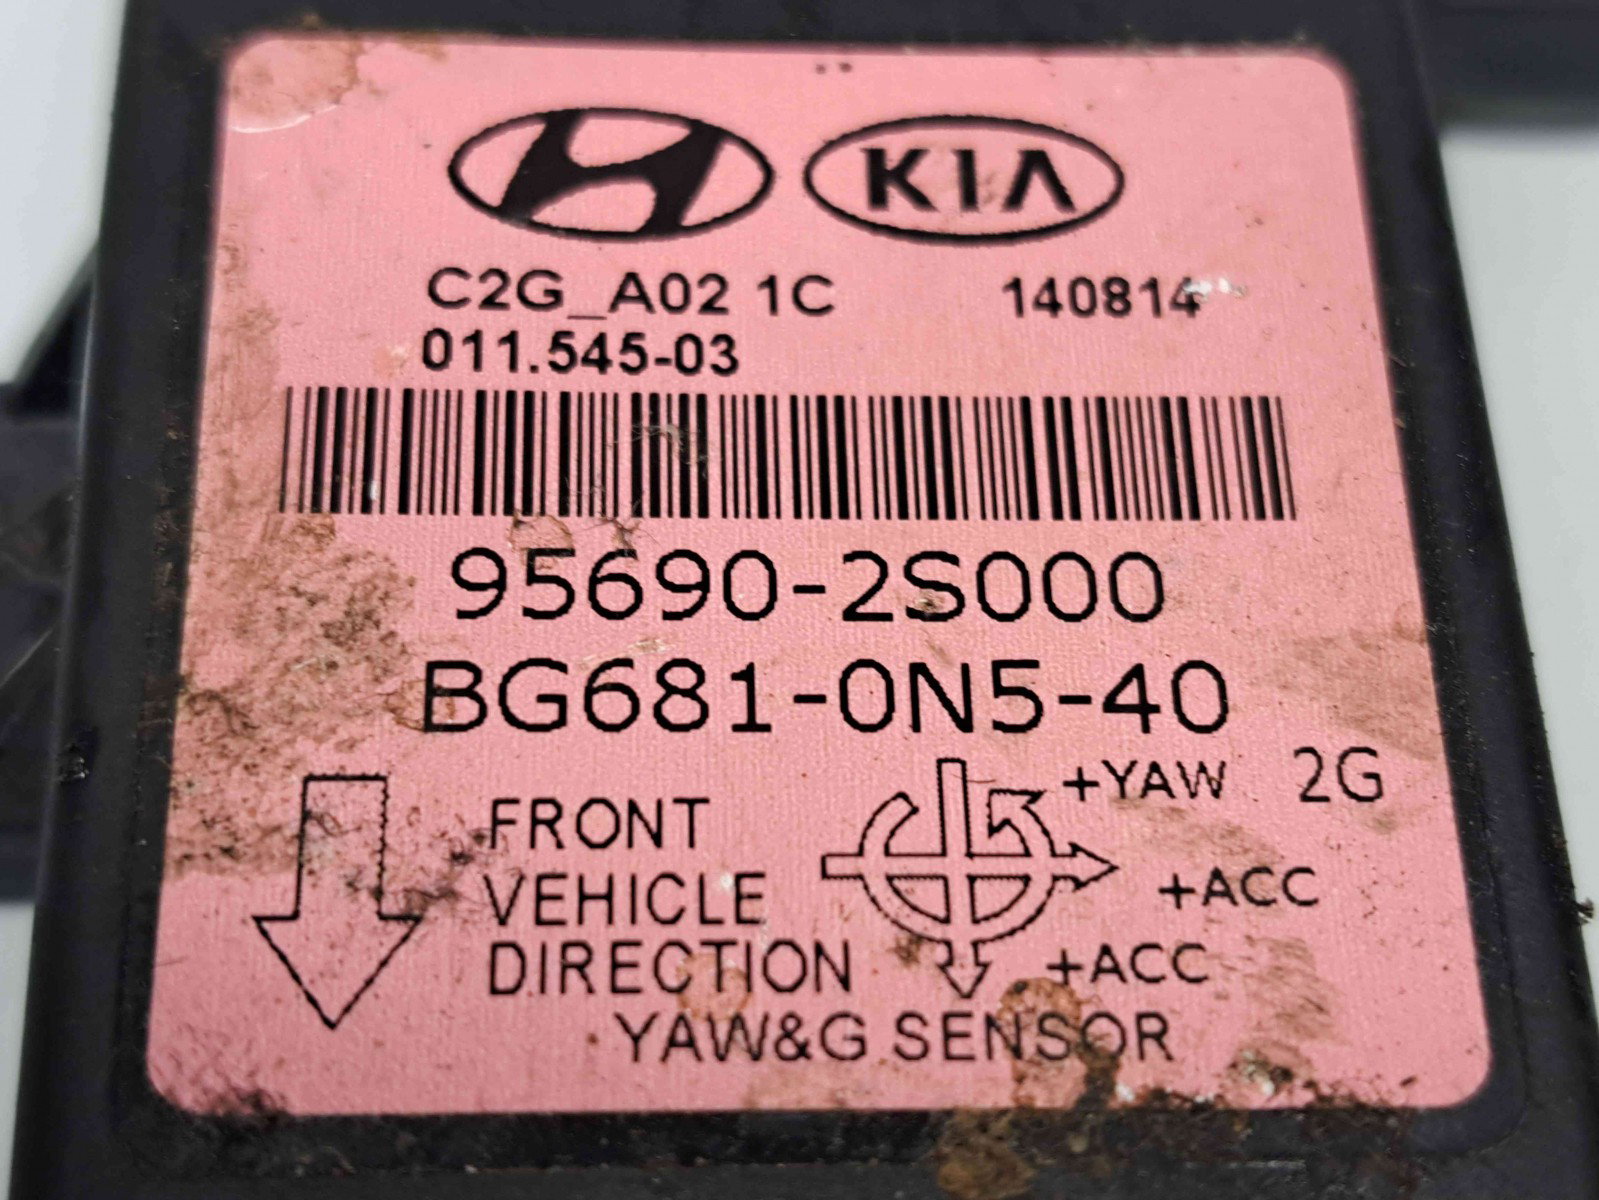 KIA
C2G_A02 1C 140814
011.545-03
95690-2S000
BG681-0N5-40
+YAW 2G
FRONT
VEHICLE
DIRECTION
+ACC
+ACC
YAW&G SENSOR